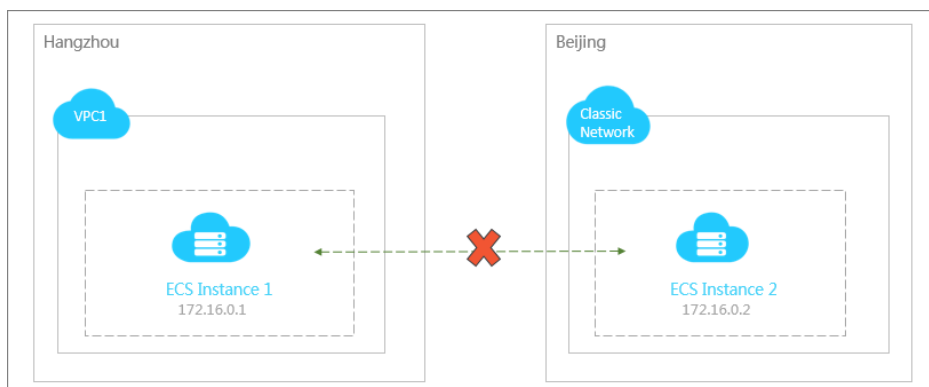 Hangzhou
Beijing
VPC1
Classic
Network
ECS Instance 1
172.16.0.1
ECS Instance 2
172.16.0.2